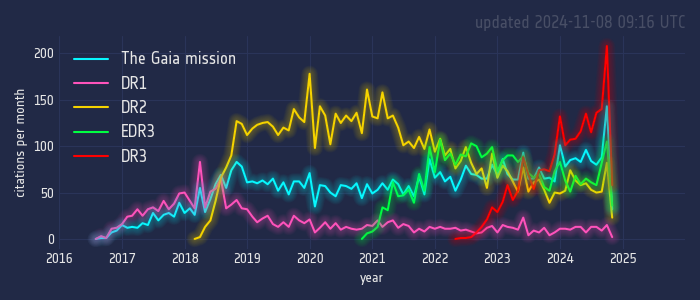 updated 2024-11-08 09:16 UTC
200
150
100
50
0
citations per month
The Gaia mission
DR1
DR2
EDR3
DR3
2016 2017 2018 2019 2020 2021 2022 2023 2024 2025
year